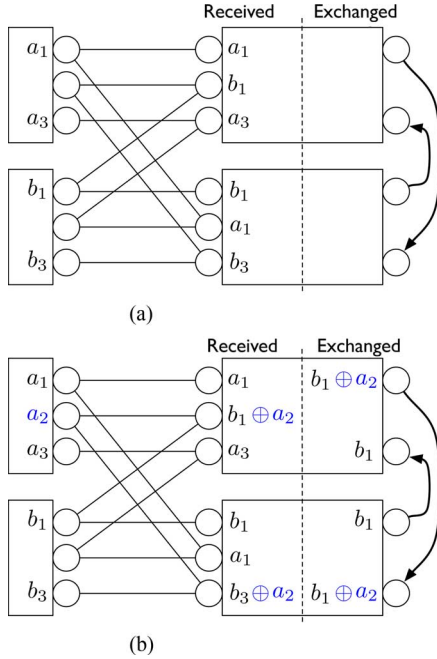 Received Exchanged
a₁ a₁
b₁
a₃ a₃
b₁ b₁
a₁
b₃ b₃
(a)
Received Exchanged
a₁ a₁ b₁ ⊕ a₂
a₂ b₁ ⊕ a₂
a₃ a₃ b₁
b₁ b₁ b₁
a₁
b₃ b₃ ⊕ a₂ b₁ ⊕ a₂
(b)